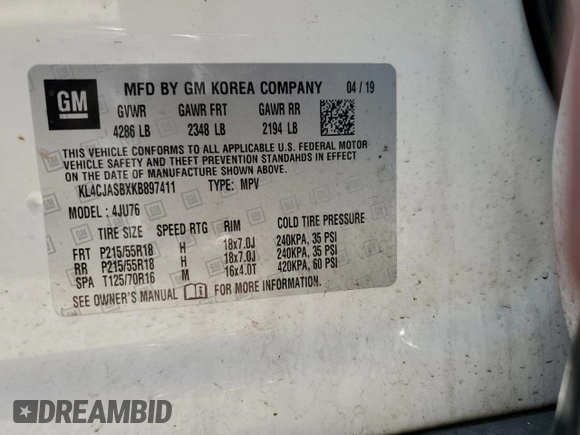 GM
MFD BY GM KOREA COMPANY 04 / 19
GVWR GAWR FRT GAWR RR
4286 LB 2348 LB 2194 LB
THIS VEHICLE CONFORMS TO ALL APPLICABLE U.S. FEDERAL MOTOR
VEHICLE SAFETY AND THEFT PREVENTION STANDARDS IN EFFECT
ON THE DATE OF MANUFACTURE SHOWN ABOVE.
KL4CJASBXKB897411 TYPE: MPV
MODEL: 4JU76
TIRE SIZE SPEED RTG RIM COLD TIRE PRESSURE
FRT P215/55R18 H 18x7.0J 240KPA, 35 PSI
RR P215/55R18 H 18x7.0J 240KPA, 35 PSI
SPA T125/70R16 M 16x4.0T 420KPA, 60 PSI
SEE OWNER'S MANUAL FOR MORE INFORMATION.
DREAMBID